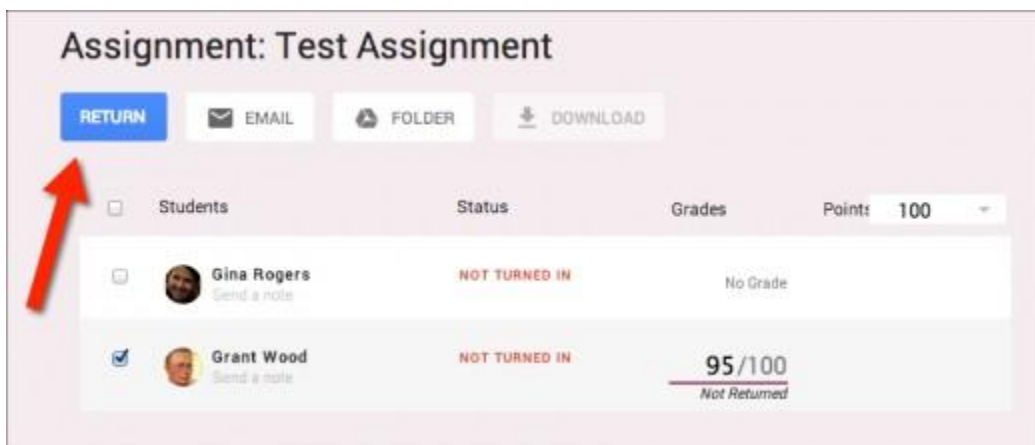 Assignment: Test Assignment
RETURN EMAIL FOLDER DOWNLOAD
Students Status Grades Points 100
Gina Rogers NOT TURNED IN No Grade
Send a note
Grant Wood NOT TURNED IN 95/100
Send a note Not Returned